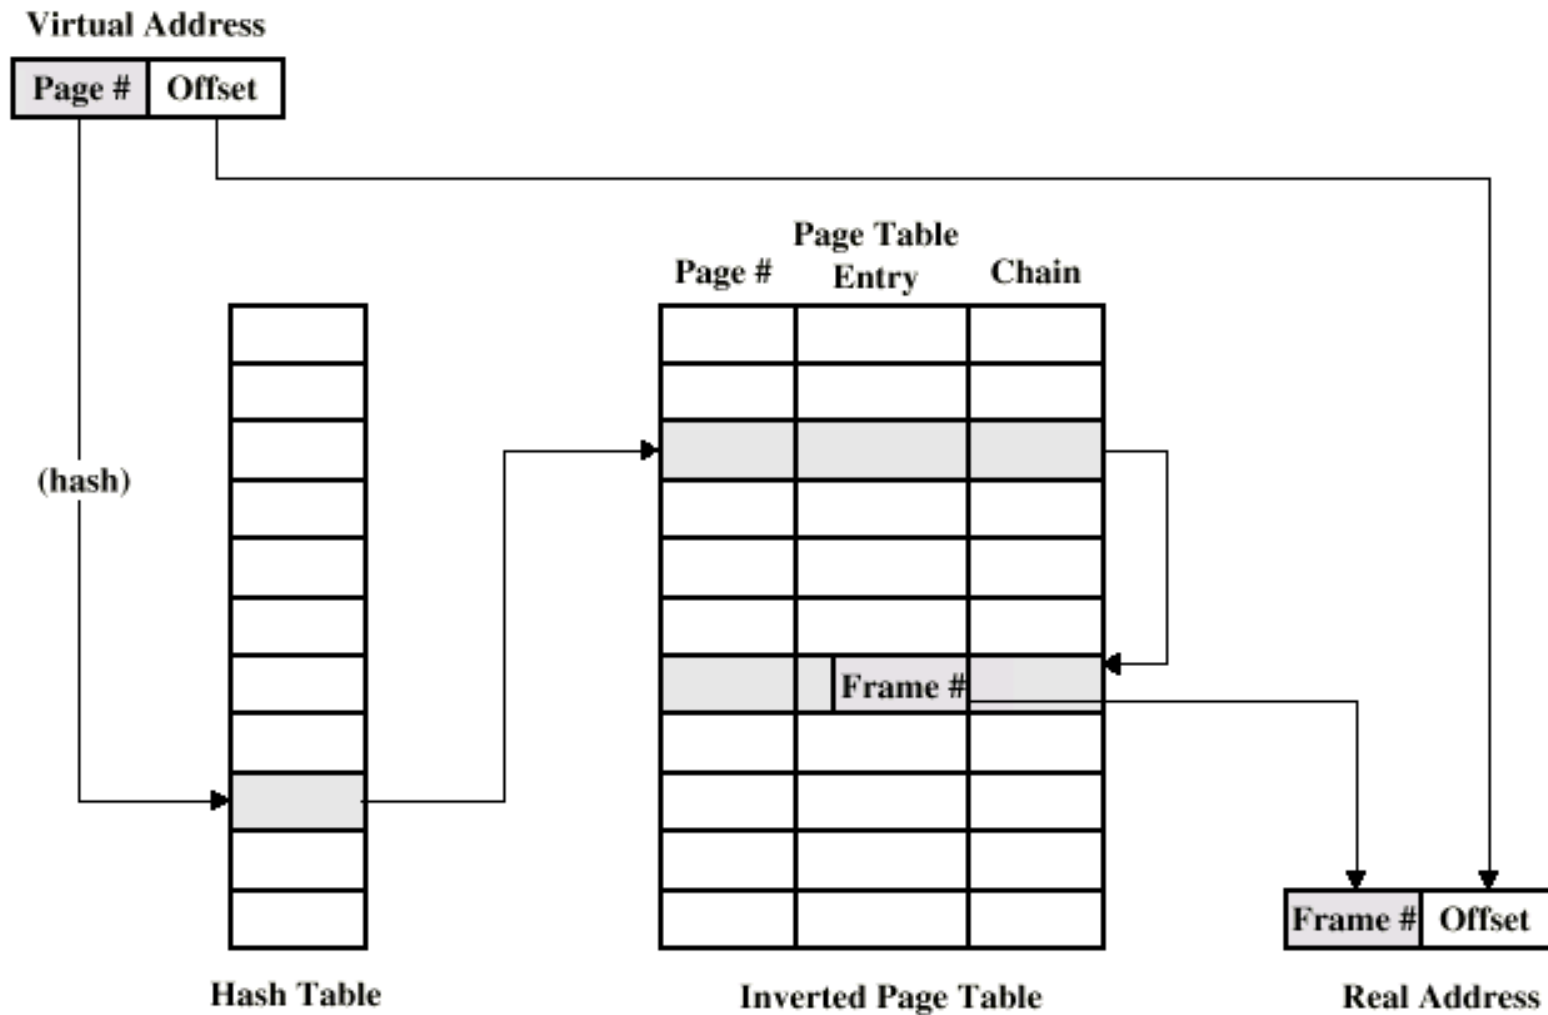 Virtual Address
Page # Offset
Page Table
Page # Entry Chain
(hash)
Frame #
Frame # Offset
Hash Table Inverted Page Table Real Address